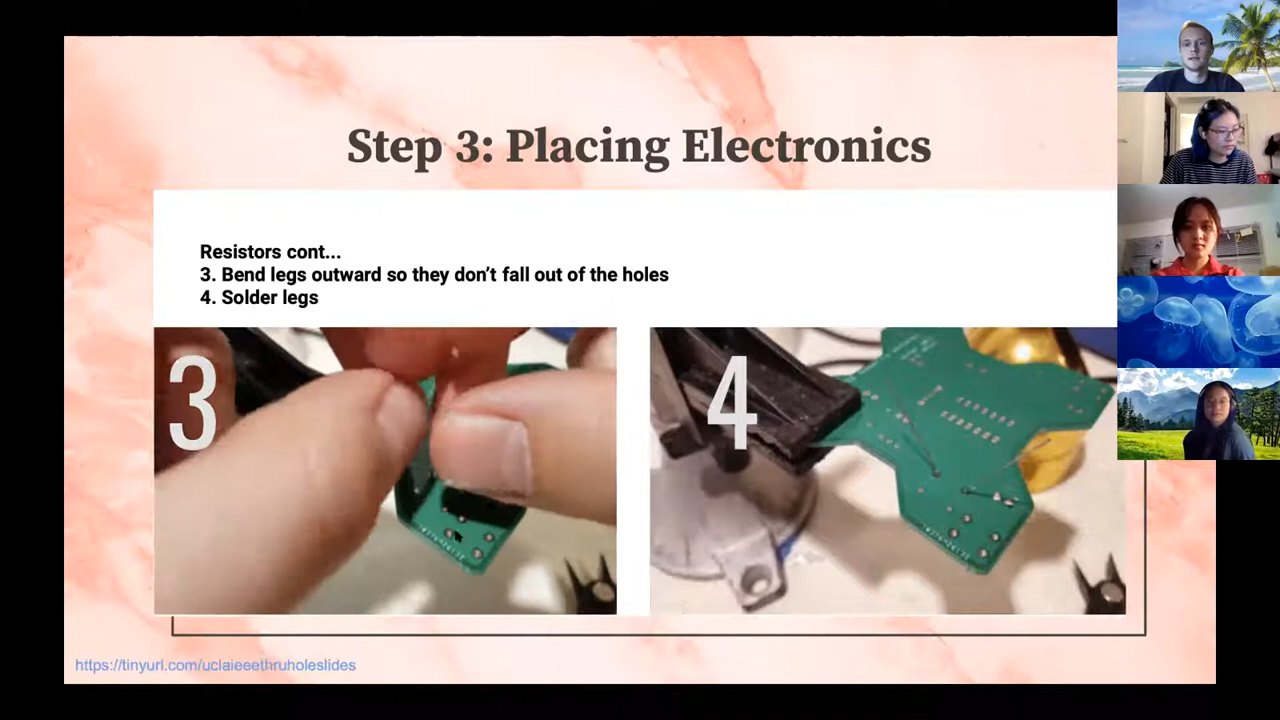 Step 3: Placing Electronics
Resistors cont...
3. Bend legs outward so they don't fall out of the holes
4. Solder legs
3
4
https://tinyurl.com/uclaieeethruholeslides